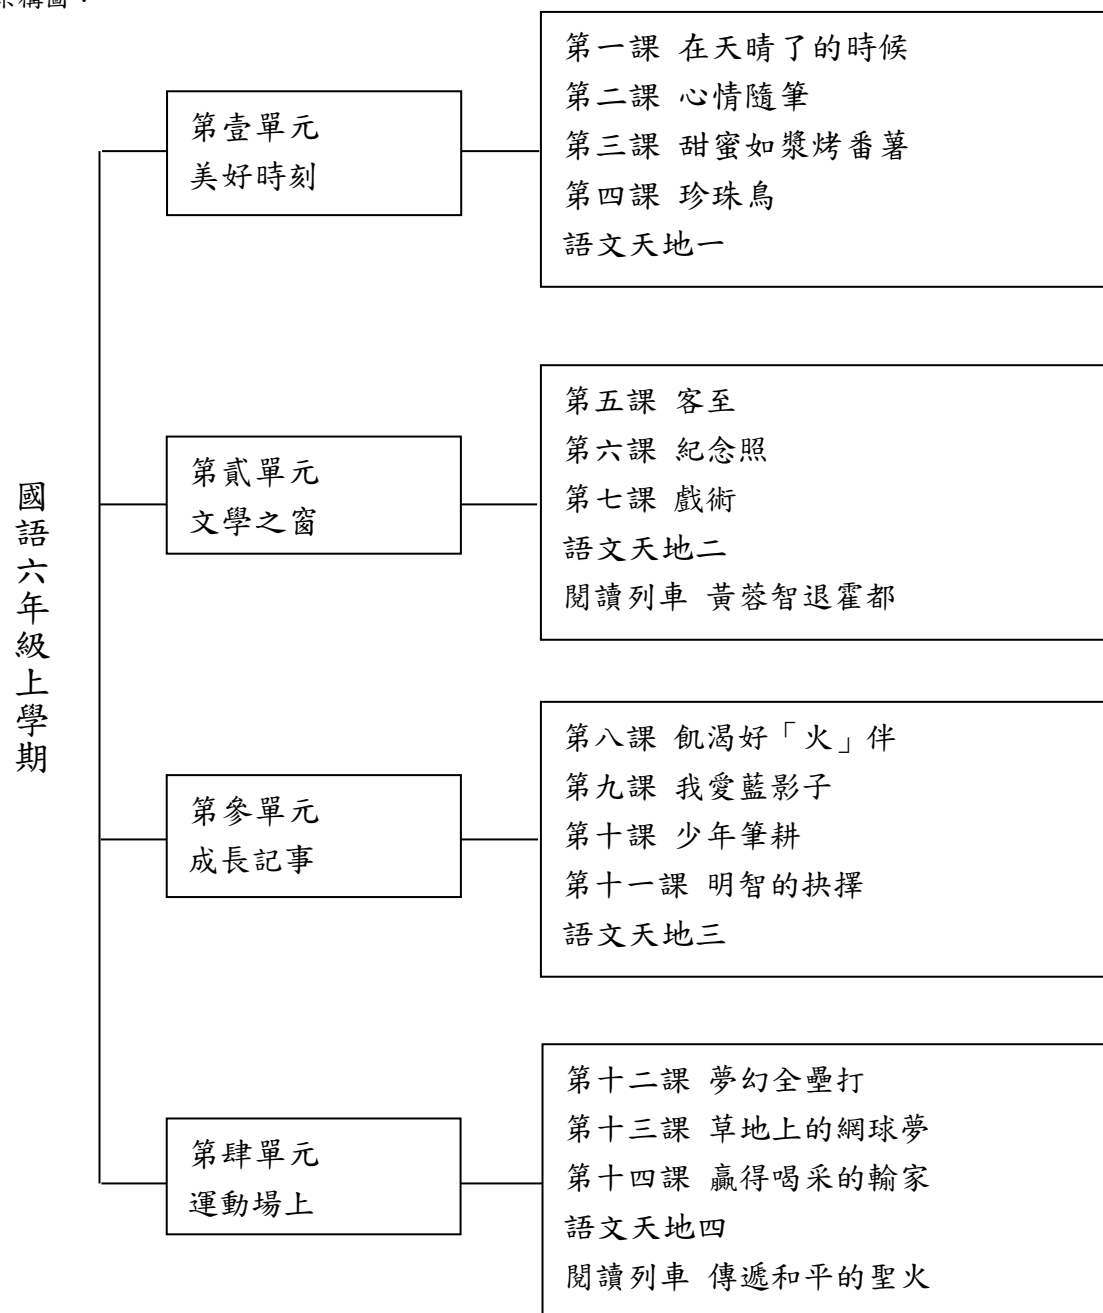 架構圖：
國語六年級上學期
第壹單元
美好時刻
第一課 在天晴了的時候
第二課 心情隨筆
第三課 甜蜜如漿烤番薯
第四課 珍珠鳥
語文天地一
第貳單元
文學之窗
第五課 客至
第六課 紀念照
第七課 戲術
語文天地二
閱讀列車 黃蓉智退霍都
第參單元
成長記事
第八課 飢渴好「火」伴
第九課 我愛藍影子
第十課 少年筆耕
第十一課 明智的抉擇
語文天地三
第肆單元
運動場上
第十二課 夢幻全壘打
第十三課 草地上的網球夢
第十四課 贏得喝采的輸家
語文天地四
閱讀列車 傳遞和平的聖火